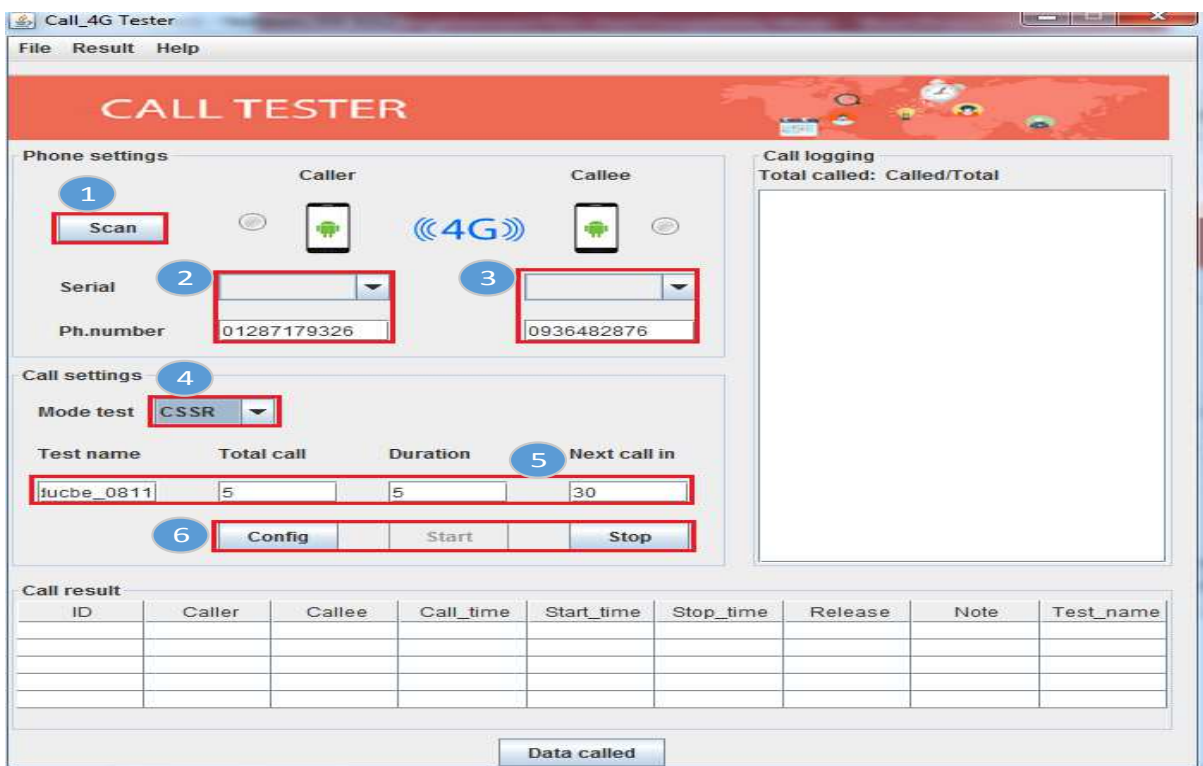 Call_4G Tester
File Result Help
CALL TESTER
Phone settings
Caller Callee
1
Scan
4G
2
3
Serial
Ph.number 01287179326 0936482876
Call settings
4
Mode test CSSR
Test name Total call Duration 5 Next call in
fucbe_0811 5 5 30
6 Config Start Stop
Call logging
Total called: Called/Total
Call result
ID Caller Callee Call_time Start_time Stop_time Release Note Test_name
Data called